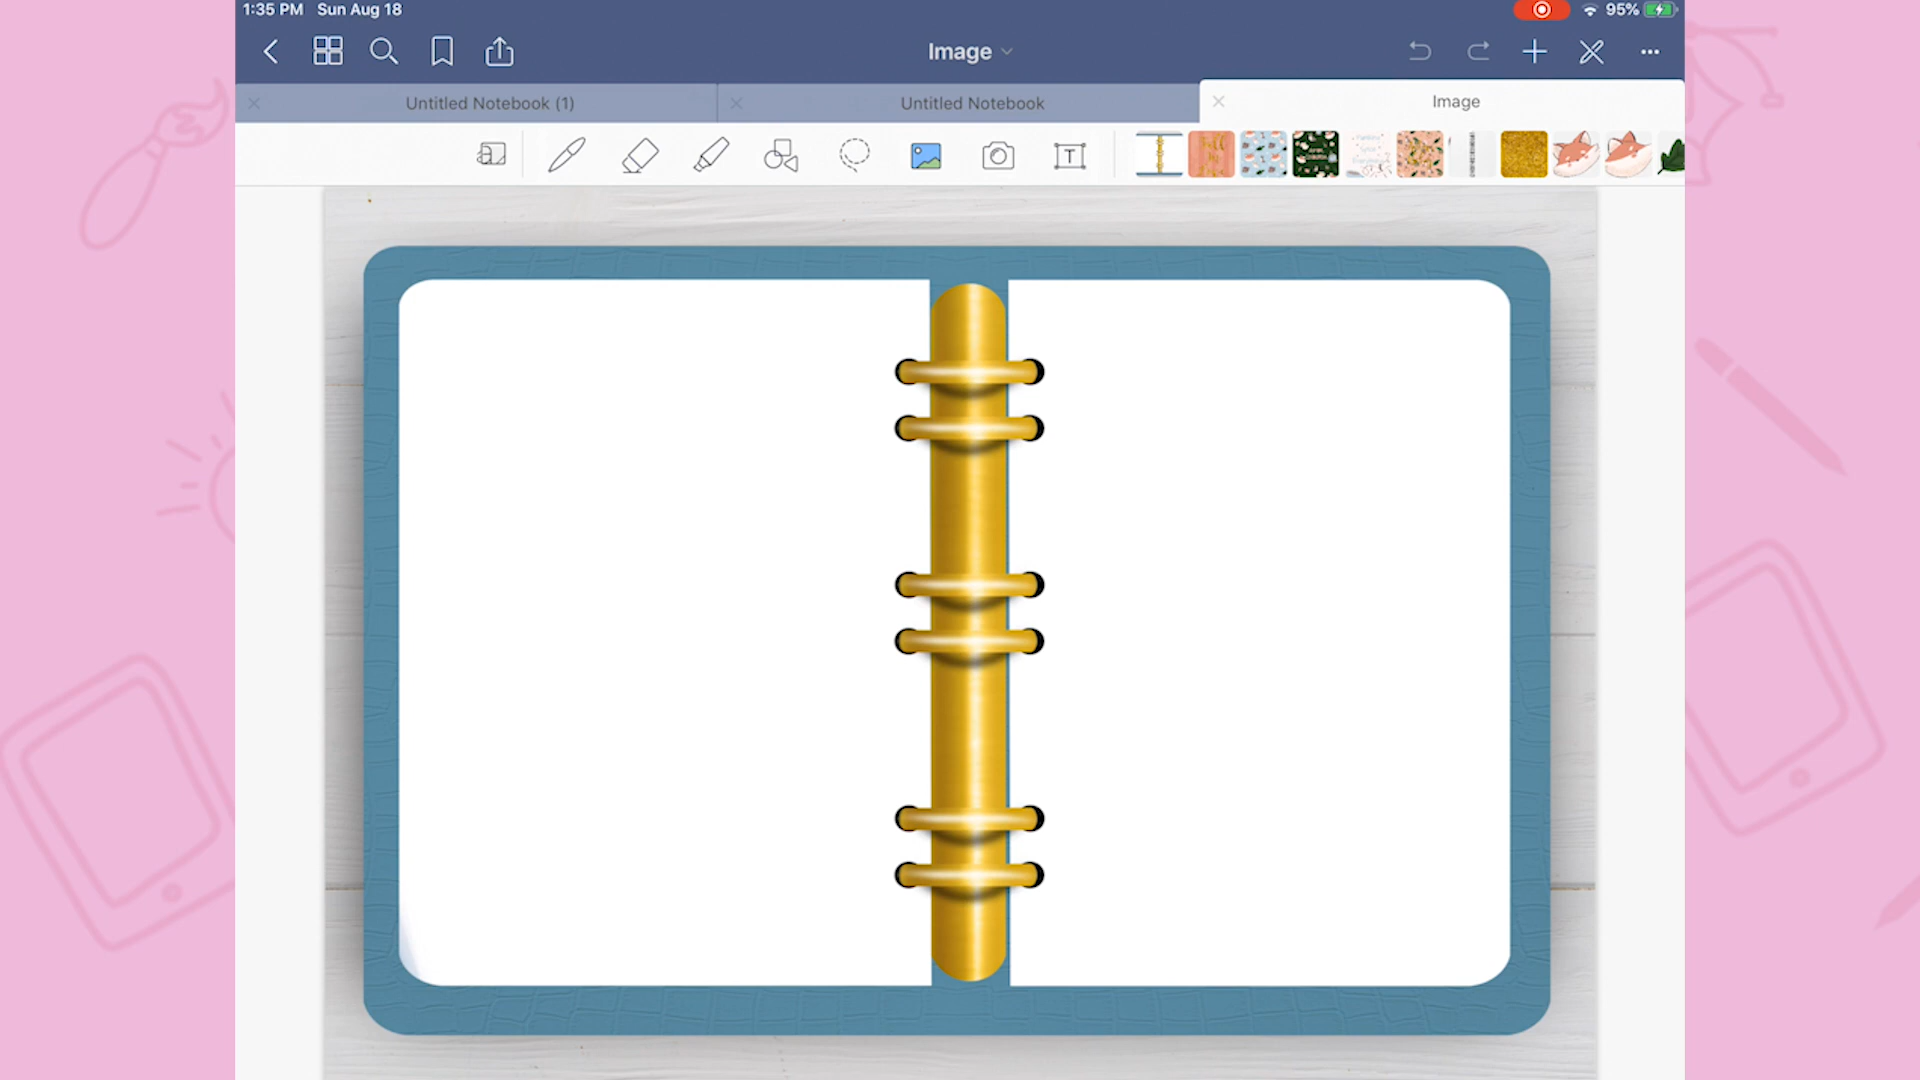 1:35 PM Sun Aug 18
95%
Image
Untitled Notebook (1)
Untitled Notebook
Image
T